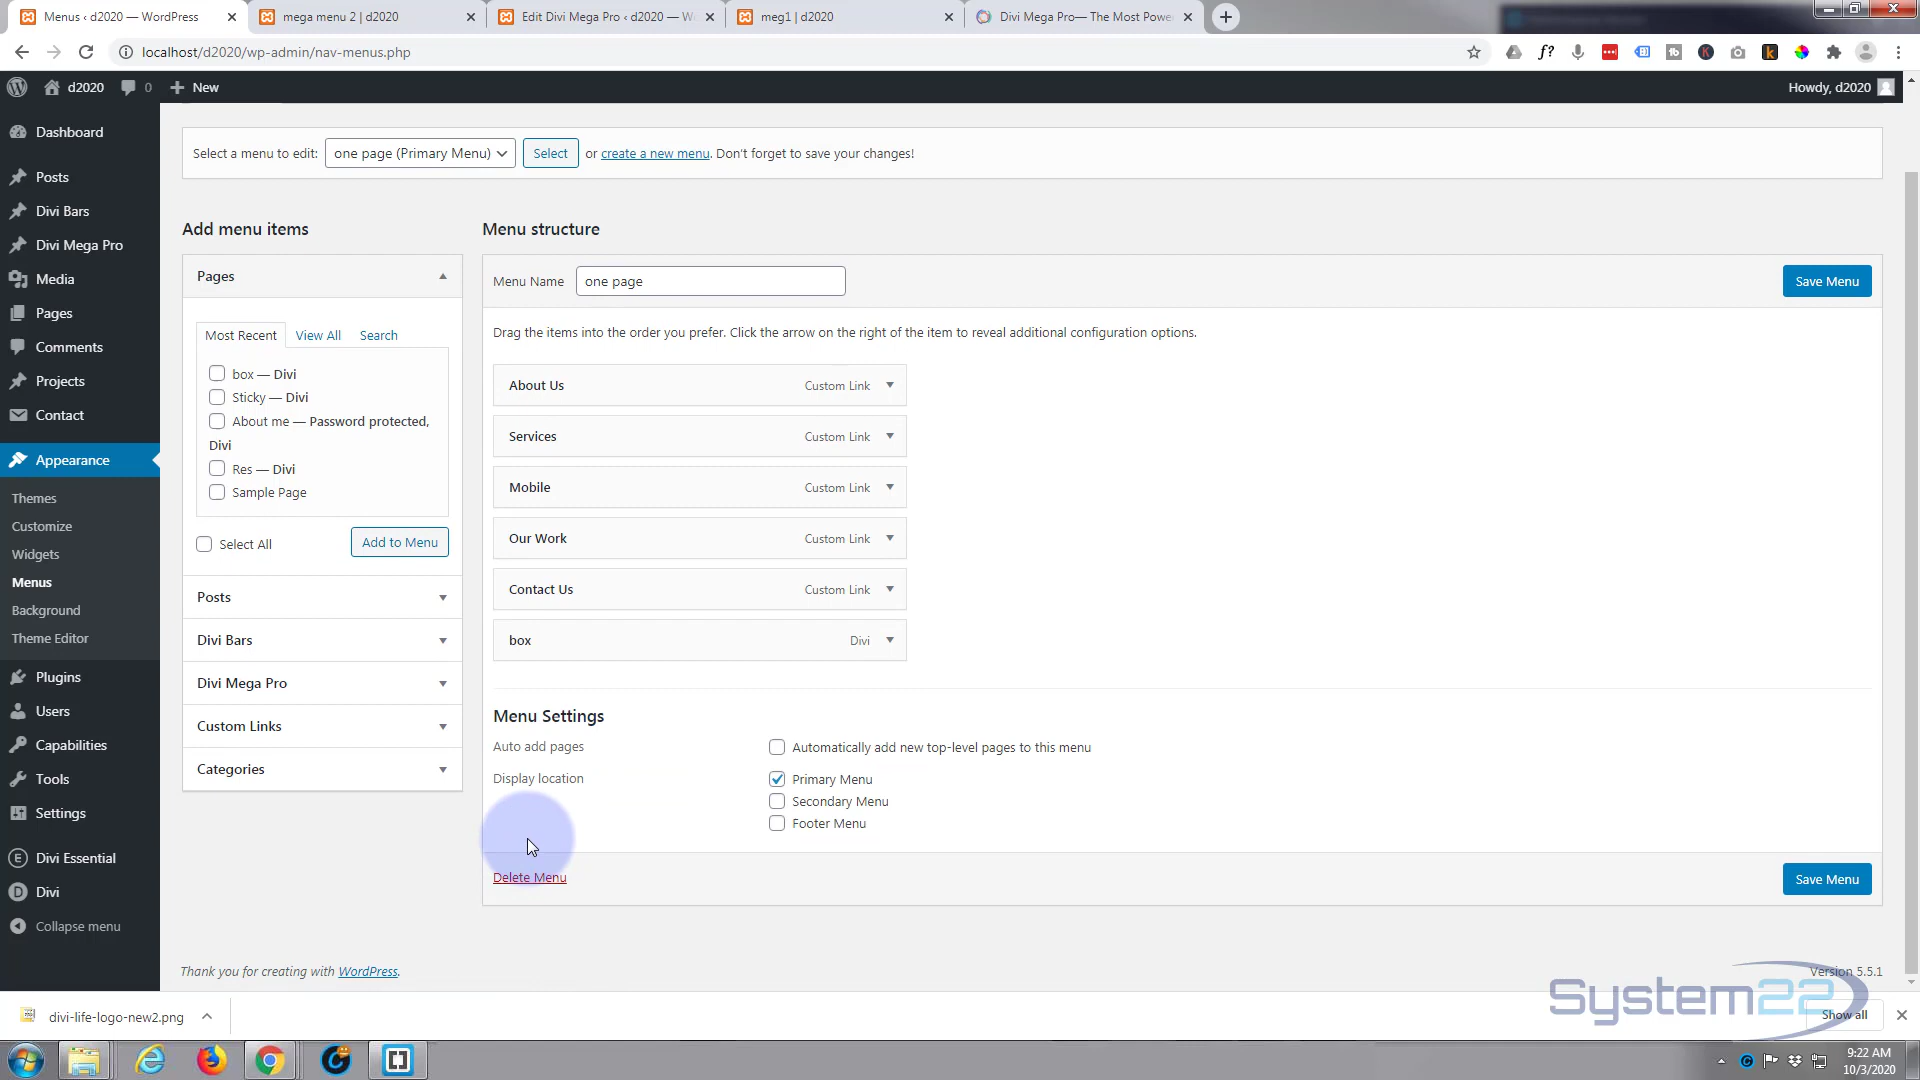 Menus ‹ d2020 — WordPress
mega menu 2 | d2020
Edit Divi Mega Pro ‹ d2020 — W
meg1 | d2020
Divi Mega Pro— The Most Powe
localhost/d2020/wp-admin/nav-menus.php
d2020
0
New
Howdy, d2020
Dashboard
Posts
Divi Bars
Divi Mega Pro
Media
Pages
Comments
Projects
Contact
Appearance
Themes
Customize
Widgets
Menus
Background
Theme Editor
Plugins
Users
Capabilities
Tools
Settings
Divi Essential
Divi
Collapse menu
Select a menu to edit: one page (Primary Menu) Select or create a new menu. Don't forget to save your changes!
Add menu items
Pages
Most Recent View All Search
box — Divi
Sticky — Divi
About me — Password protected,
Divi
Res — Divi
Sample Page
Select All Add to Menu
Posts
Divi Bars
Divi Mega Pro
Custom Links
Categories
Menu structure
Menu Name one page Save Menu
Drag the items into the order you prefer. Click the arrow on the right of the item to reveal additional configuration options.
About Us Custom Link
Services Custom Link
Mobile Custom Link
Our Work Custom Link
Contact Us Custom Link
box Divi
Menu Settings
Auto add pages Automatically add new top-level pages to this menu
Display location Primary Menu
Secondary Menu
Footer Menu
Delete Menu Save Menu
Thank you for creating with WordPress. Version 5.5.1
System22
divi-life-logo-new2.png Show all
9:22 AM
10/3/2020